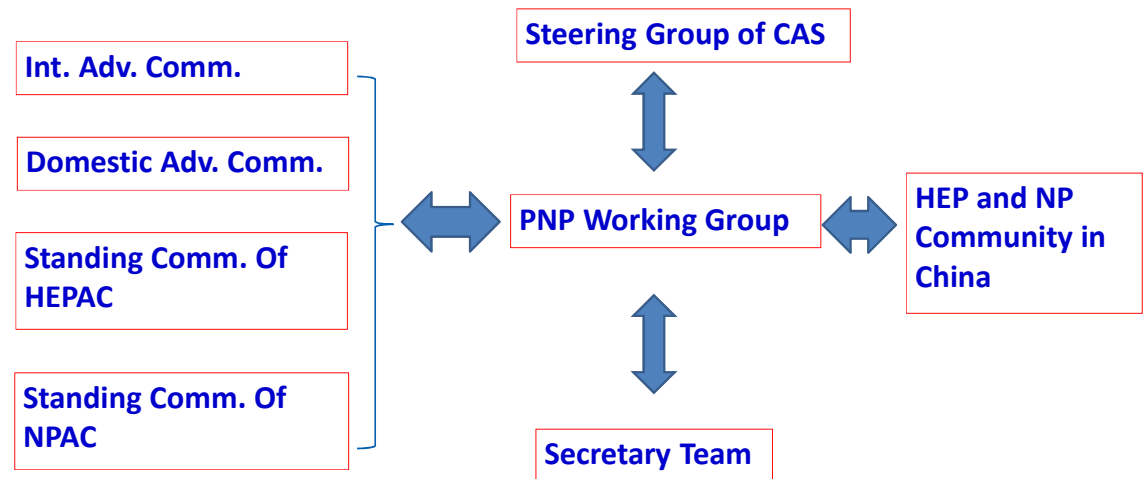 Steering Group of CAS
Int. Adv. Comm.
Domestic Adv. Comm.
PNP Working Group
HEP and NP
Community in
China
Standing Comm. Of
HEPAC
Standing Comm. Of
NPAC
Secretary Team